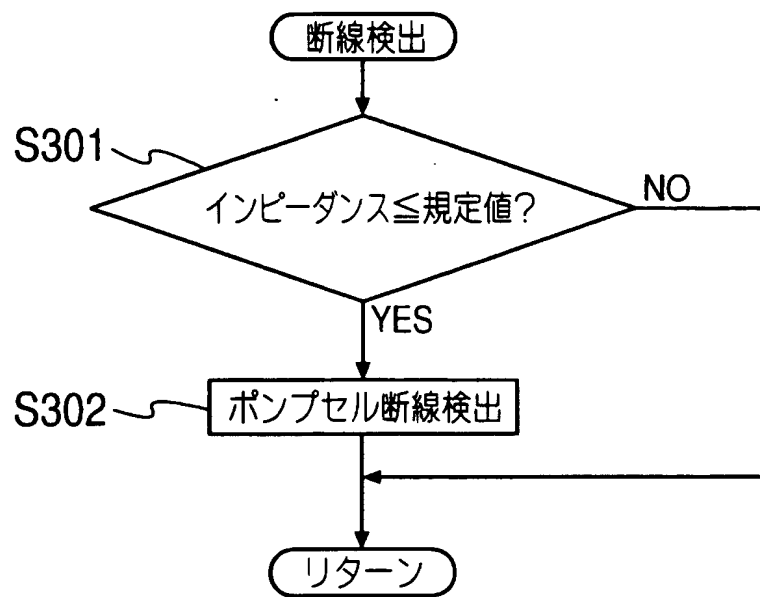 断線検出
S301
インピーダンス≦規定値?
NO
YES
S302
ポンプセル断線検出
リターン